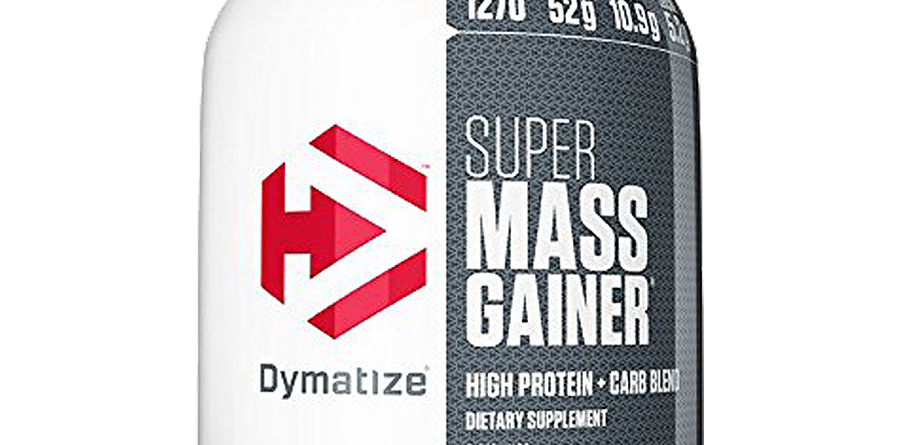 1270 52g 10.9g
Dymatize®
SUPER
MASS
GAINER
HIGH PROTEIN + CARB BLEND
DIETARY SUPPLEMENT